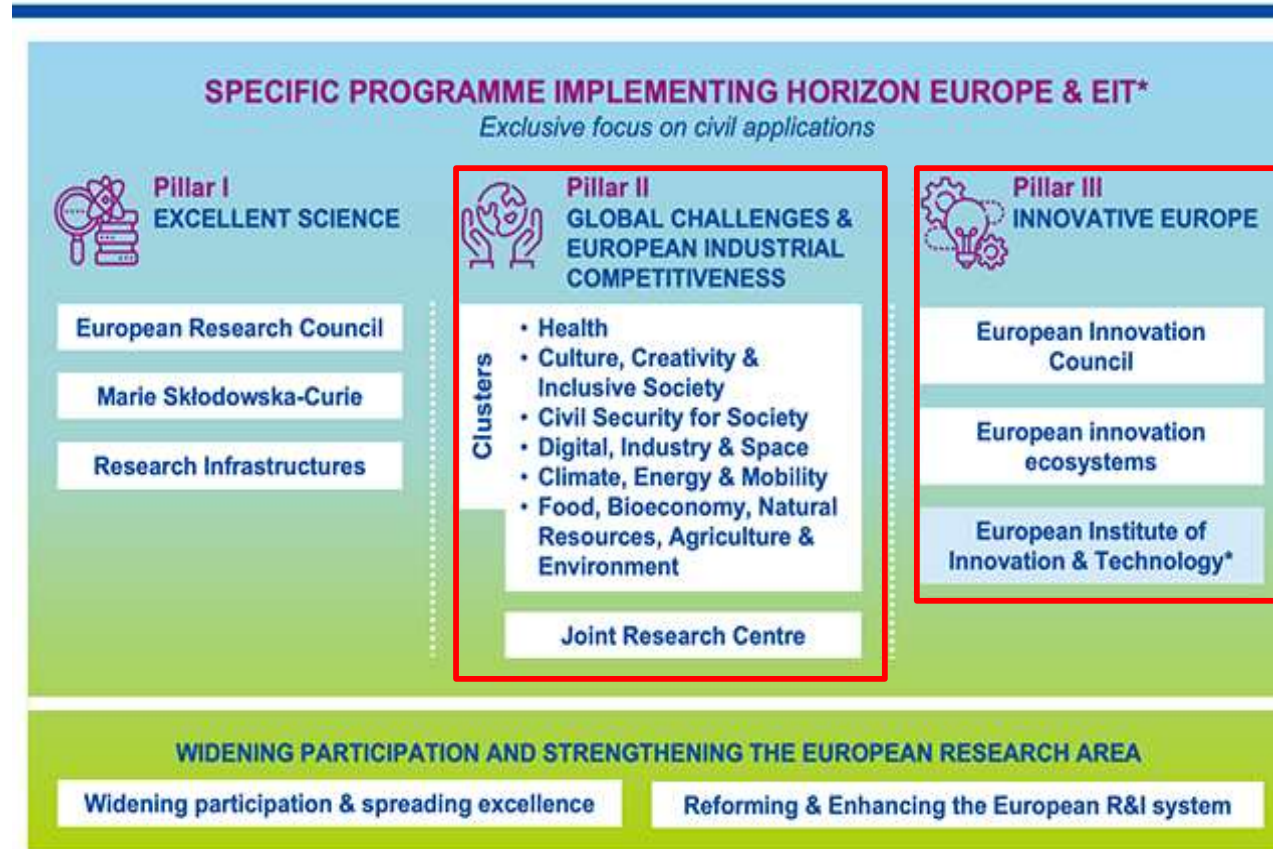 SPECIFIC PROGRAMME IMPLEMENTING HORIZON EUROPE & EIT*
Exclusive focus on civil applications
Pillar I
EXCELLENT SCIENCE
European Research Council
Marie Skłodowska-Curie
Research Infrastructures
Pillar II
GLOBAL CHALLENGES &
EUROPEAN INDUSTRIAL
COMPETITIVENESS
Clusters
• Health
• Culture, Creativity &
Inclusive Society
• Civil Security for Society
• Digital, Industry & Space
• Climate, Energy & Mobility
• Food, Bioeconomy, Natural
Resources, Agriculture &
Environment
Joint Research Centre
Pillar III
INNOVATIVE EUROPE
European Innovation
Council
European innovation
ecosystems
European Institute of
Innovation & Technology*
WIDENING PARTICIPATION AND STRENGTHENING THE EUROPEAN RESEARCH AREA
Widening participation & spreading excellence
Reforming & Enhancing the European R&I system